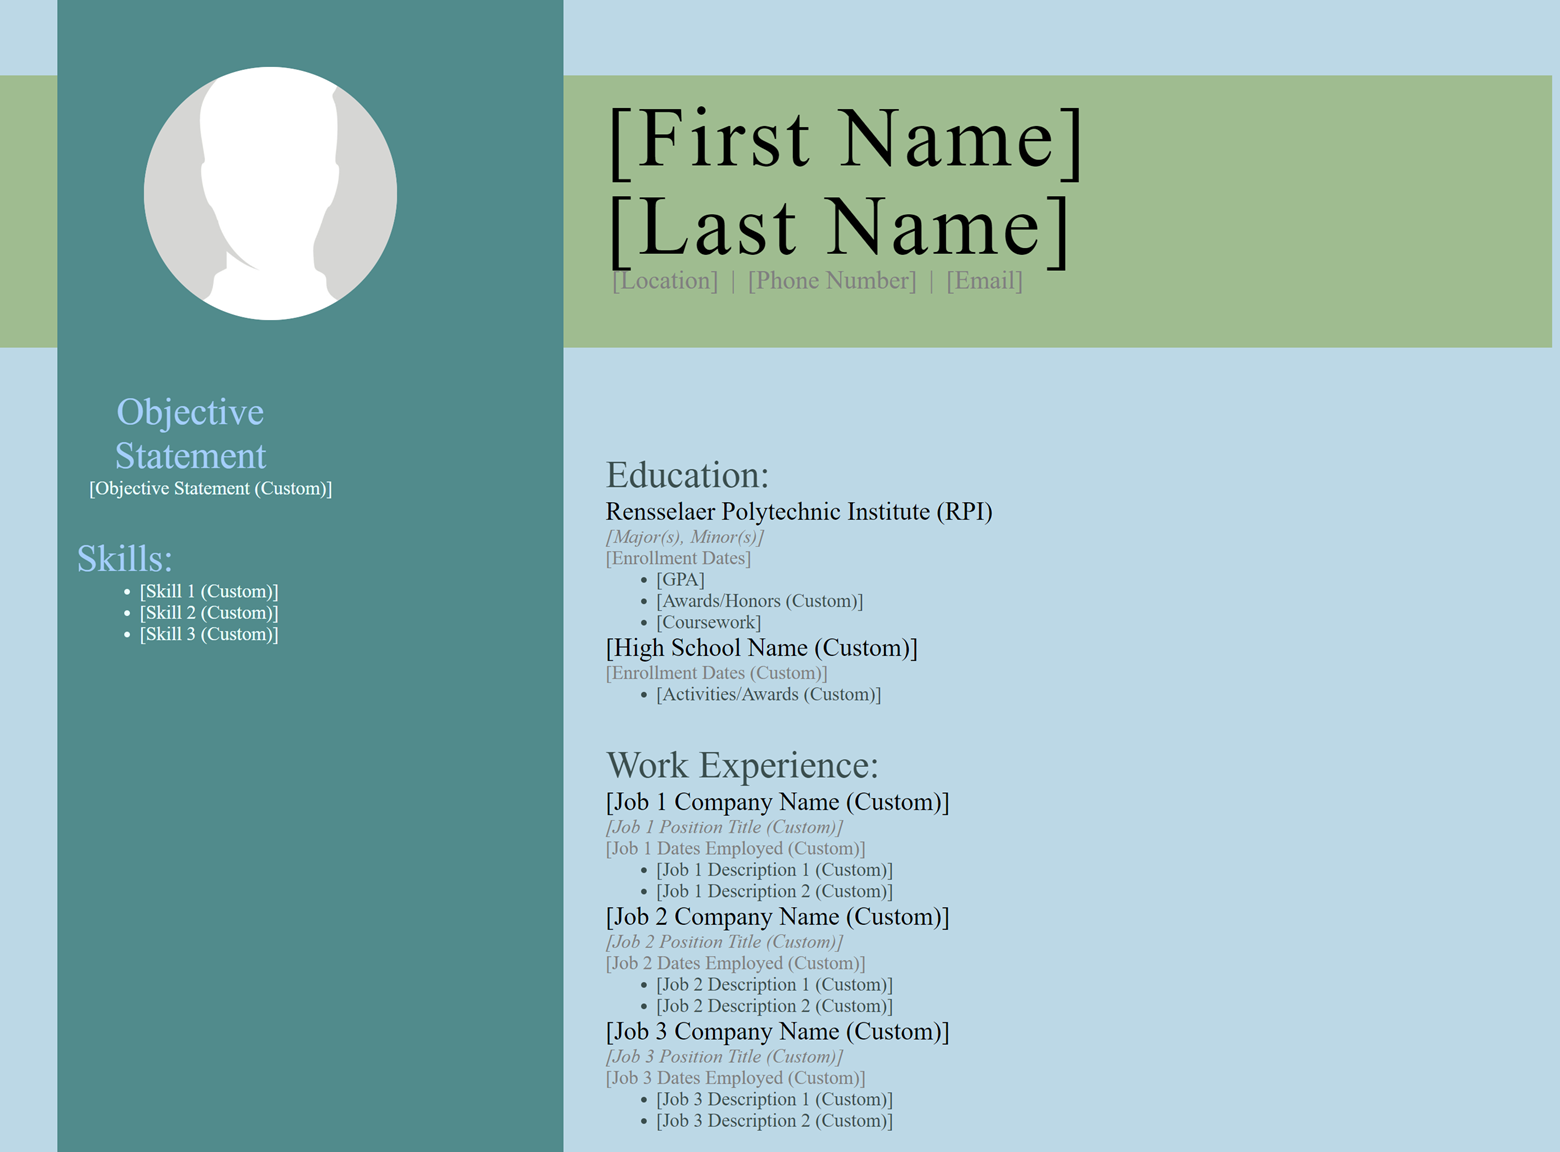 [First Name]
[Last Name]
[Location] | [Phone Number] | [Email]
Objective
Statement
[Objective Statement (Custom)]
Skills:
• [Skill 1 (Custom)]
• [Skill 2 (Custom)]
• [Skill 3 (Custom)]
Education:
Rensselaer Polytechnic Institute (RPI)
[Major(s), Minor(s)]
[Enrollment Dates]
• [GPA]
• [Awards/Honors (Custom)]
• [Coursework]
[High School Name (Custom)]
[Enrollment Dates (Custom)]
• [Activities/Awards (Custom)]
Work Experience:
[Job 1 Company Name (Custom)]
[Job 1 Position Title (Custom)]
[Job 1 Dates Employed (Custom)]
• [Job 1 Description 1 (Custom)]
• [Job 1 Description 2 (Custom)]
[Job 2 Company Name (Custom)]
[Job 2 Position Title (Custom)]
[Job 2 Dates Employed (Custom)]
• [Job 2 Description 1 (Custom)]
• [Job 2 Description 2 (Custom)]
[Job 3 Company Name (Custom)]
[Job 3 Position Title (Custom)]
[Job 3 Dates Employed (Custom)]
• [Job 3 Description 1 (Custom)]
• [Job 3 Description 2 (Custom)]